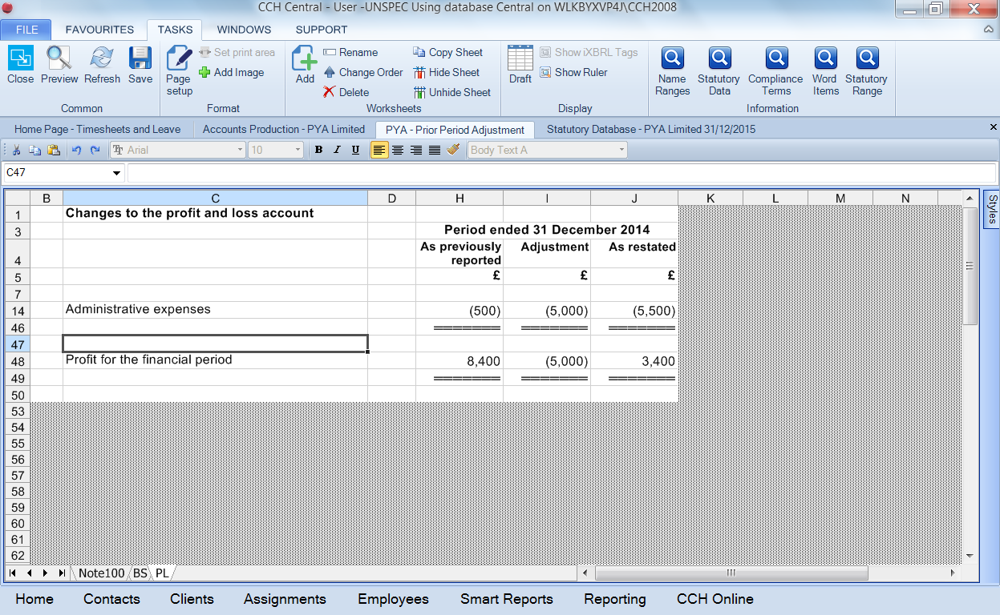 CCH Central - User -UNSPEC Using database Central on WLKBYXVP4J\CCH2008
FILE FAVOURITES TASKS WINDOWS SUPPORT
Close Preview Refresh Save
Common
Page setup
Set print area
Add Image
Format
Add
Rename
Change Order
Delete
Copy Sheet
Hide Sheet
Unhide Sheet
Worksheets
Draft
Show iXBRL Tags
Show Ruler
Display
Name Ranges
Statutory Data
Compliance Terms
Word Items
Statutory Range
Information
Home Page - Timesheets and Leave Accounts Production - PYA Limited PYA - Prior Period Adjustment Statutory Database - PYA Limited 31/12/2015
Arial 10 B I U Body Text A
C47
Styles
B C D H I J K L M N
1 Changes to the profit and loss account
3 Period ended 31 December 2014
4 As previously reported Adjustment As restated
5 £ £ £
7
14 Administrative expenses (500) (5,000) (5,500)
46
47
48 Profit for the financial period 8,400 (5,000) 3,400
49
50
53
54
55
56
57
58
59
60
61
62
Note100 BS PL
Home Contacts Clients Assignments Employees Smart Reports Reporting CCH Online